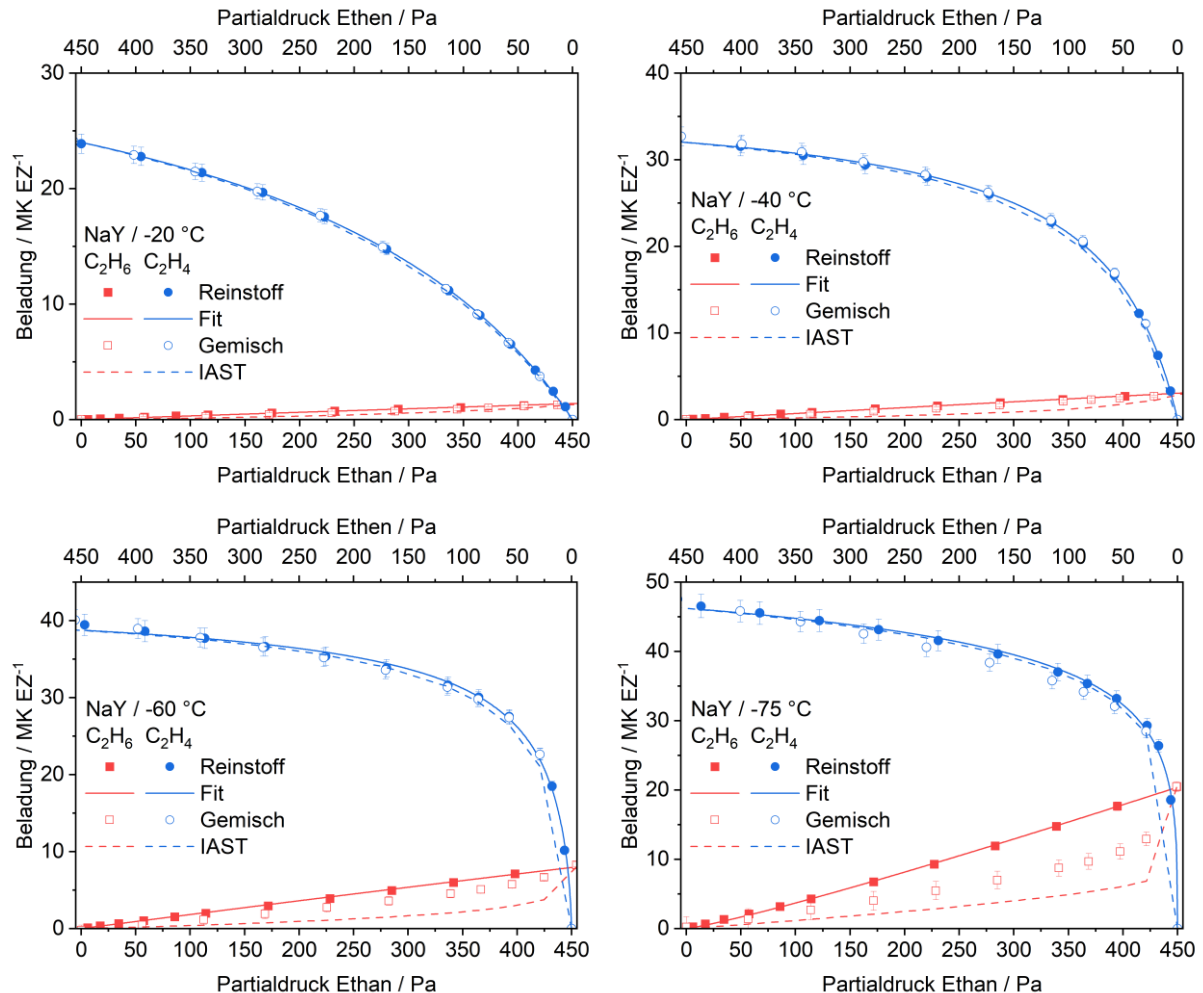 Partialdruck Ethen / Pa
450 400 350 300 250 200 150 100 50 0
30
20
10
0
Beladung / MK EZ⁻¹
NaY / -20 °C
C₂H₆ C₂H₄
Reinstoff
Fit
Gemisch
IAST
0 50 100 150 200 250 300 350 400 450
Partialdruck Ethan / Pa
Partialdruck Ethen / Pa
450 400 350 300 250 200 150 100 50 0
40
30
20
10
0
Beladung / MK EZ⁻¹
NaY / -40 °C
C₂H₆ C₂H₄
Reinstoff
Fit
Gemisch
IAST
0 50 100 150 200 250 300 350 400 450
Partialdruck Ethan / Pa
Partialdruck Ethen / Pa
450 400 350 300 250 200 150 100 50 0
40
30
20
10
0
Beladung / MK EZ⁻¹
NaY / -60 °C
C₂H₆ C₂H₄
Reinstoff
Fit
Gemisch
IAST
0 50 100 150 200 250 300 350 400 450
Partialdruck Ethan / Pa
Partialdruck Ethen / Pa
450 400 350 300 250 200 150 100 50 0
50
40
30
20
10
0
Beladung / MK EZ⁻¹
NaY / -75 °C
C₂H₆ C₂H₄
Reinstoff
Fit
Gemisch
IAST
0 50 100 150 200 250 300 350 400 450
Partialdruck Ethan / Pa